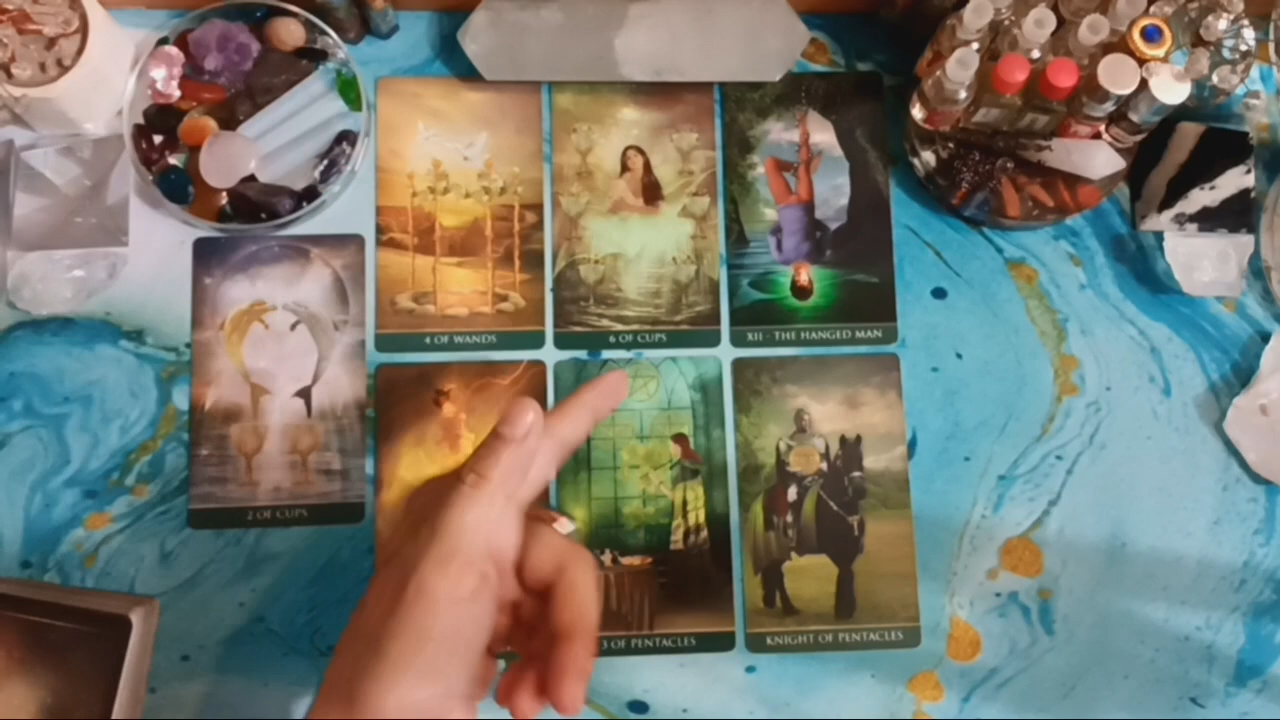 4 OF WANDS
6 OF CUPS
XII - THE HANGED MAN
2 OF CUPS
3 OF PENTACLES
KNIGHT OF PENTACLES